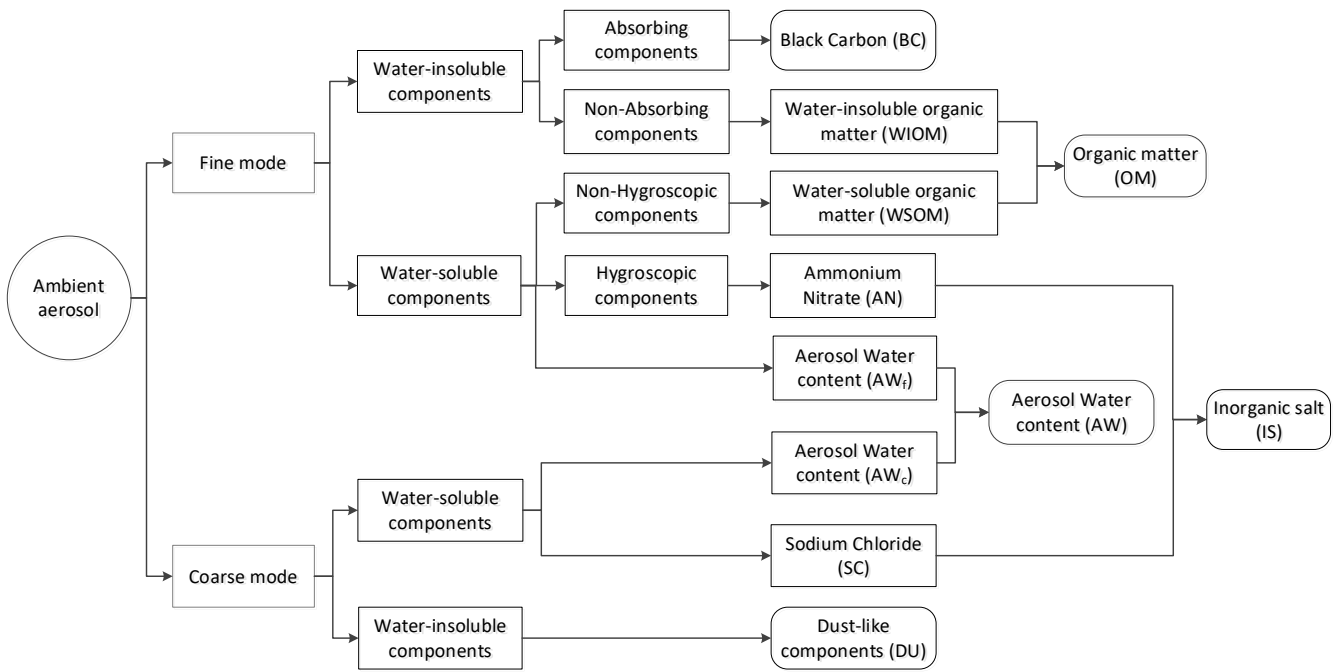 Absorbing
components
Black Carbon (BC)
Water-insoluble
components
Non-Absorbing
components
Water-insoluble organic
matter (WIOM)
Fine mode
Organic matter
(OM)
Non-Hygroscopic
components
Water-soluble organic
matter (WSOM)
Ambient
aerosol
Water-soluble
components
Hygroscopic
components
Ammonium
Nitrate (AN)
Aerosol Water
content (AWf)
Aerosol Water
content (AW)
Inorganic salt
(IS)
Aerosol Water
content (AWc)
Water-soluble
components
Sodium Chloride
(SC)
Coarse mode
Water-insoluble
components
Dust-like
components (DU)